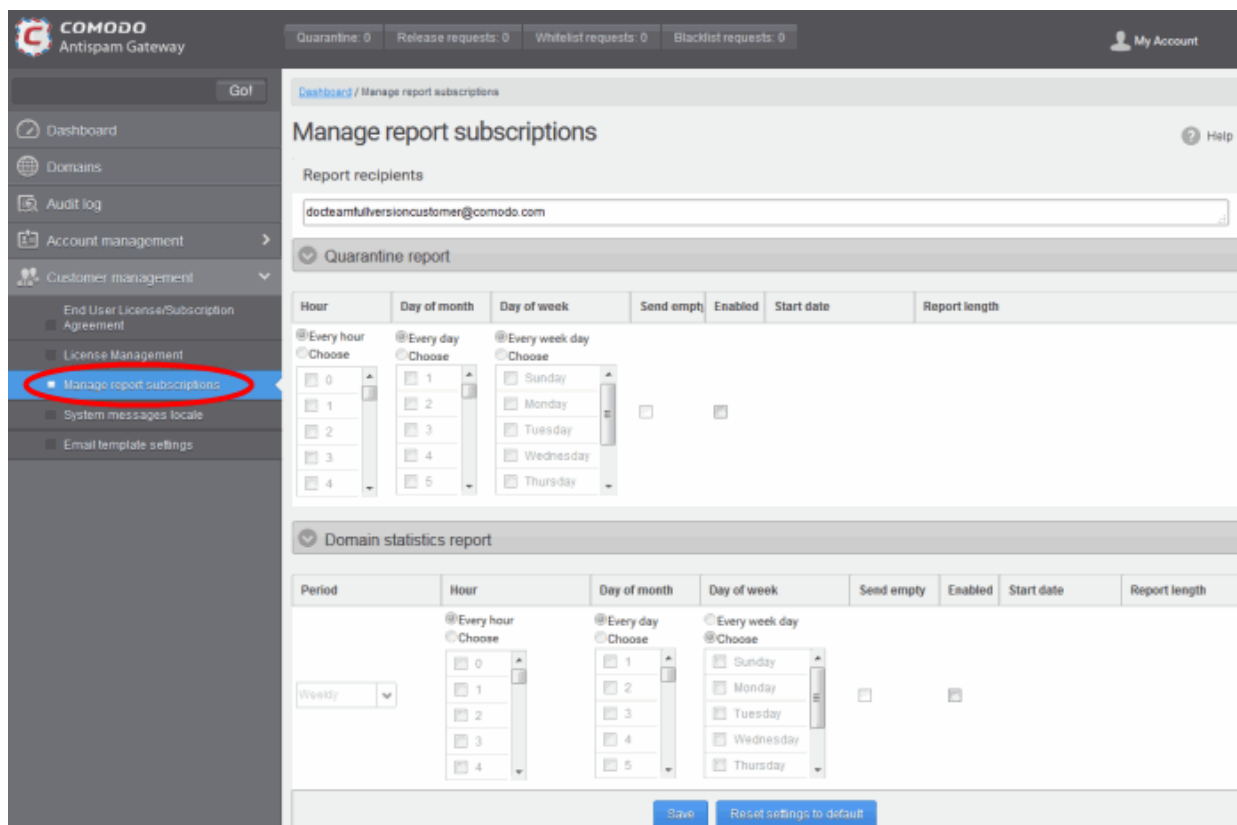 COMODO
Antispam Gateway
Quarantine: 0 Release requests: 0 Whitelist requests: 0 Blacklist requests: 0
My Account
Go!
Dashboard
Domains
Audit log
Account management
Customer management
End User License/Subscription
Agreement
License Management
Manage report subscriptions
System messages locale
Email template settings
Dashboard / Manage report subscriptions
Manage report subscriptions
Help
Report recipients
docteamfullversioncustomer@comodo.com
Quarantine report
Hour Day of month Day of week Send empty Enabled Start date Report length
Every hour Every day Every week day
Choose Choose Choose
0 1 Sunday
1 2 Monday
2 3 Tuesday
3 4 Wednesday
4 5 Thursday
Domain statistics report
Period Hour Day of month Day of week Send empty Enabled Start date Report length
Every hour Every day Every week day
Choose Choose Choose
0 1 Sunday
Weekly 1 2 Monday
2 3 Tuesday
3 4 Wednesday
4 5 Thursday
Save Reset settings to default